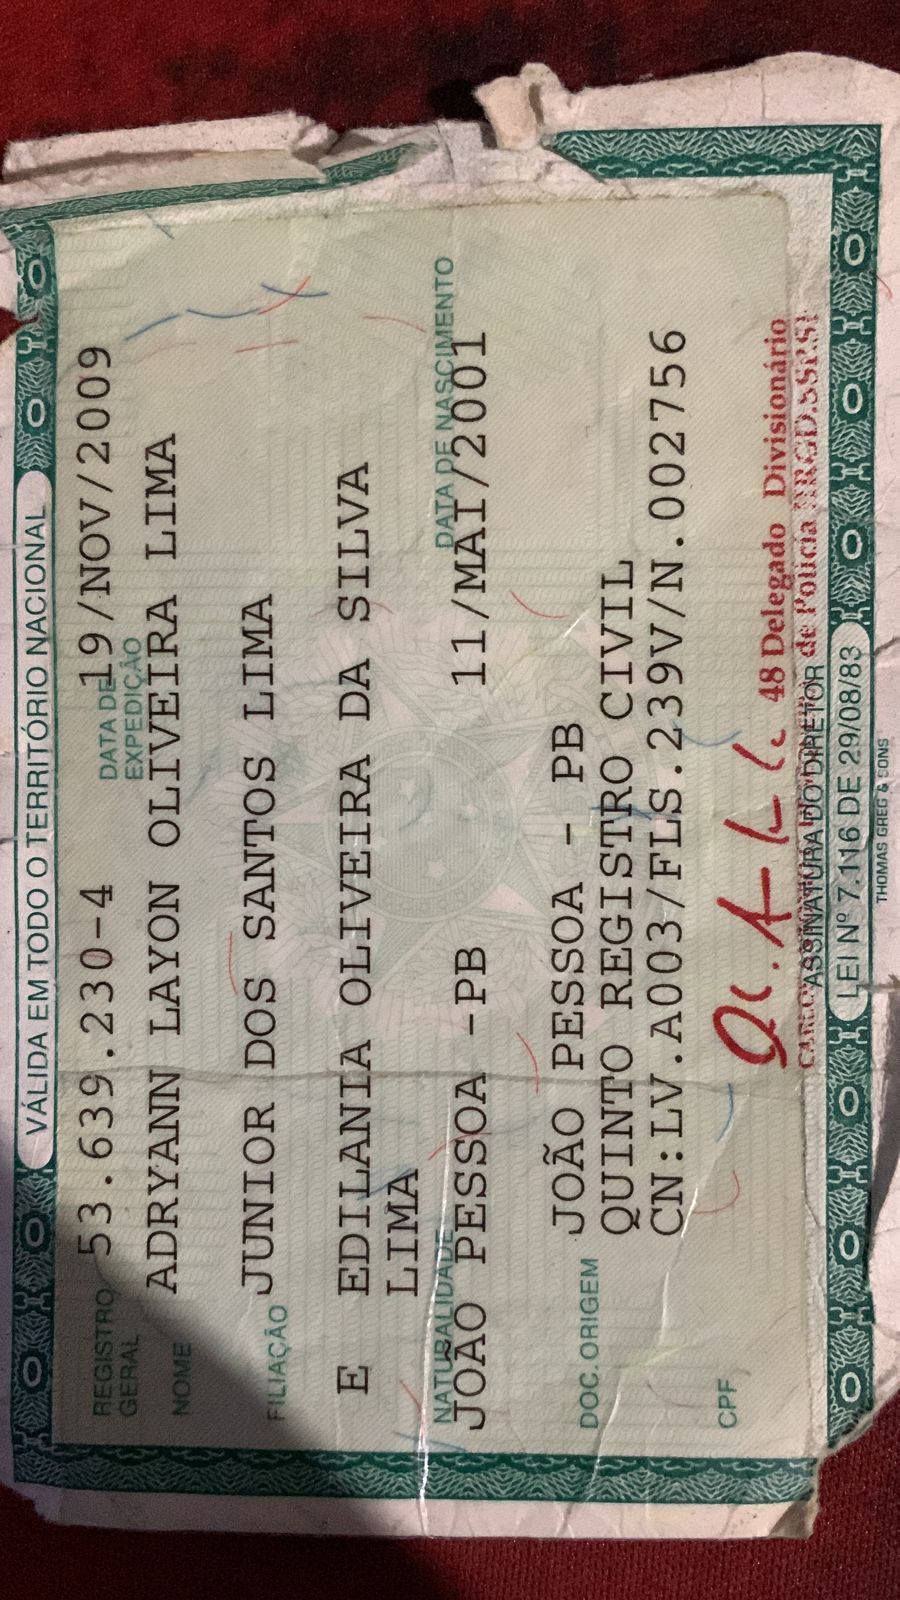 VÁLIDA EM TODO O TERRITÓRIO NACIONAL
REGISTRO GERAL 53.639.230-4 DATA DE EXPEDIÇÃO 19/NOV/2009
NOME ADRYANN LAYON OLIVEIRA LIMA
FILIAÇÃO JUNIOR DOS SANTOS LIMA
E EDILANIA OLIVEIRA DA SILVA
LIMA
NATURALIDADE DATA DE NASCIMENTO
JOÃO PESSOA -PB 11/MAI/2001
DOC. ORIGEM JOÃO PESSOA - PB
QUINTO REGISTRO CIVIL
CN:LV.A003/FLS.239V/N.002756
CPF
48 Delegado Divisionário
de Polícia
ASSINATURA DO DIRETOR
LEI Nº 7.116 DE 29/08/83
THOMAS GREG & SONS